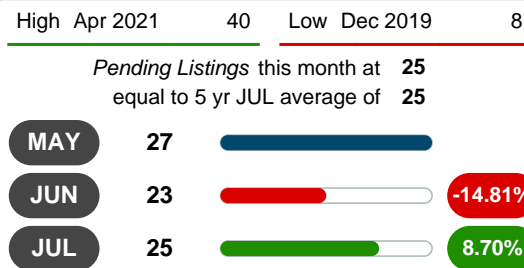 High Apr 2021 40 Low Dec 2019 8
Pending Listings this month at 25
equal to 5 yr JUL average of 25
MAY 27
JUN 23 -14.81%
JUL 25 8.70%